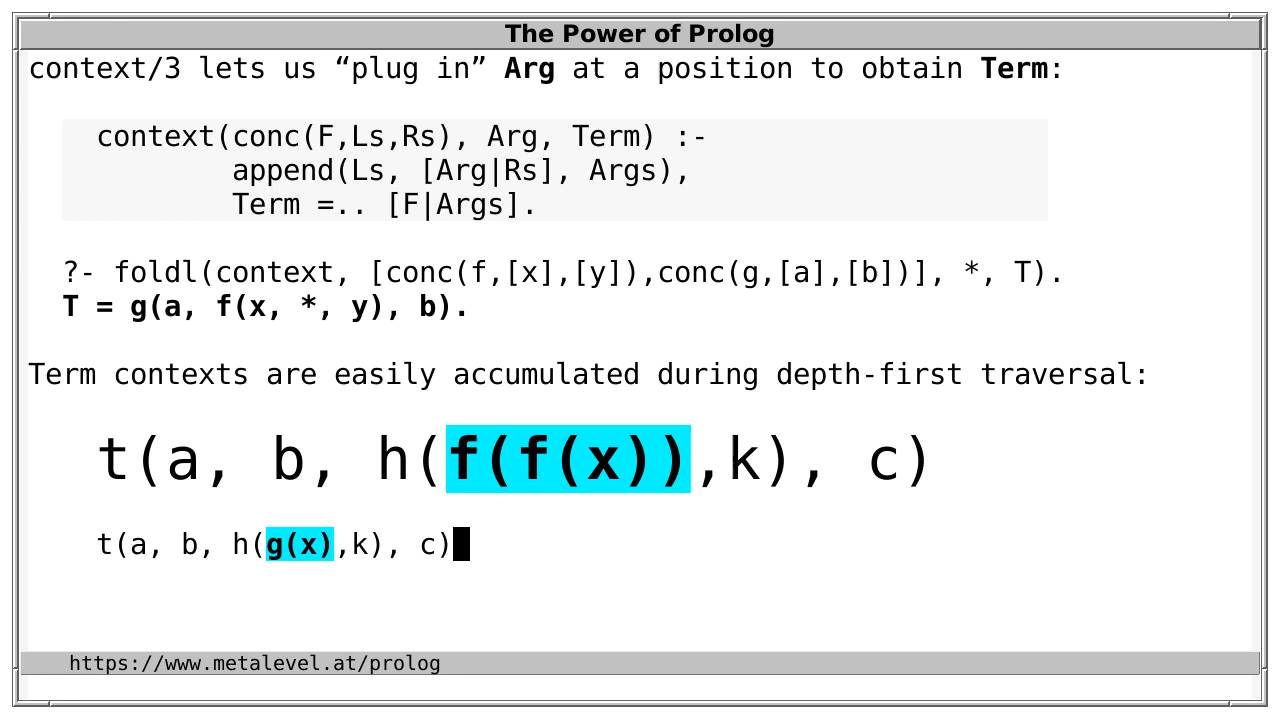 The Power of Prolog
context/3 lets us “plug in” Arg at a position to obtain Term:
context(conc(F,Ls,Rs), Arg, Term) :-
append(Ls, [Arg|Rs], Args),
Term =.. [F|Args].
?- foldl(context, [conc(f,[x],[y]),conc(g,[a],[b])], *, T).
T = g(a, f(x, *, y), b).
Term contexts are easily accumulated during depth-first traversal:
t(a, b, h(f(f(x)),k), c)
t(a, b, h(g(x),k), c)
https://www.metalevel.at/prolog